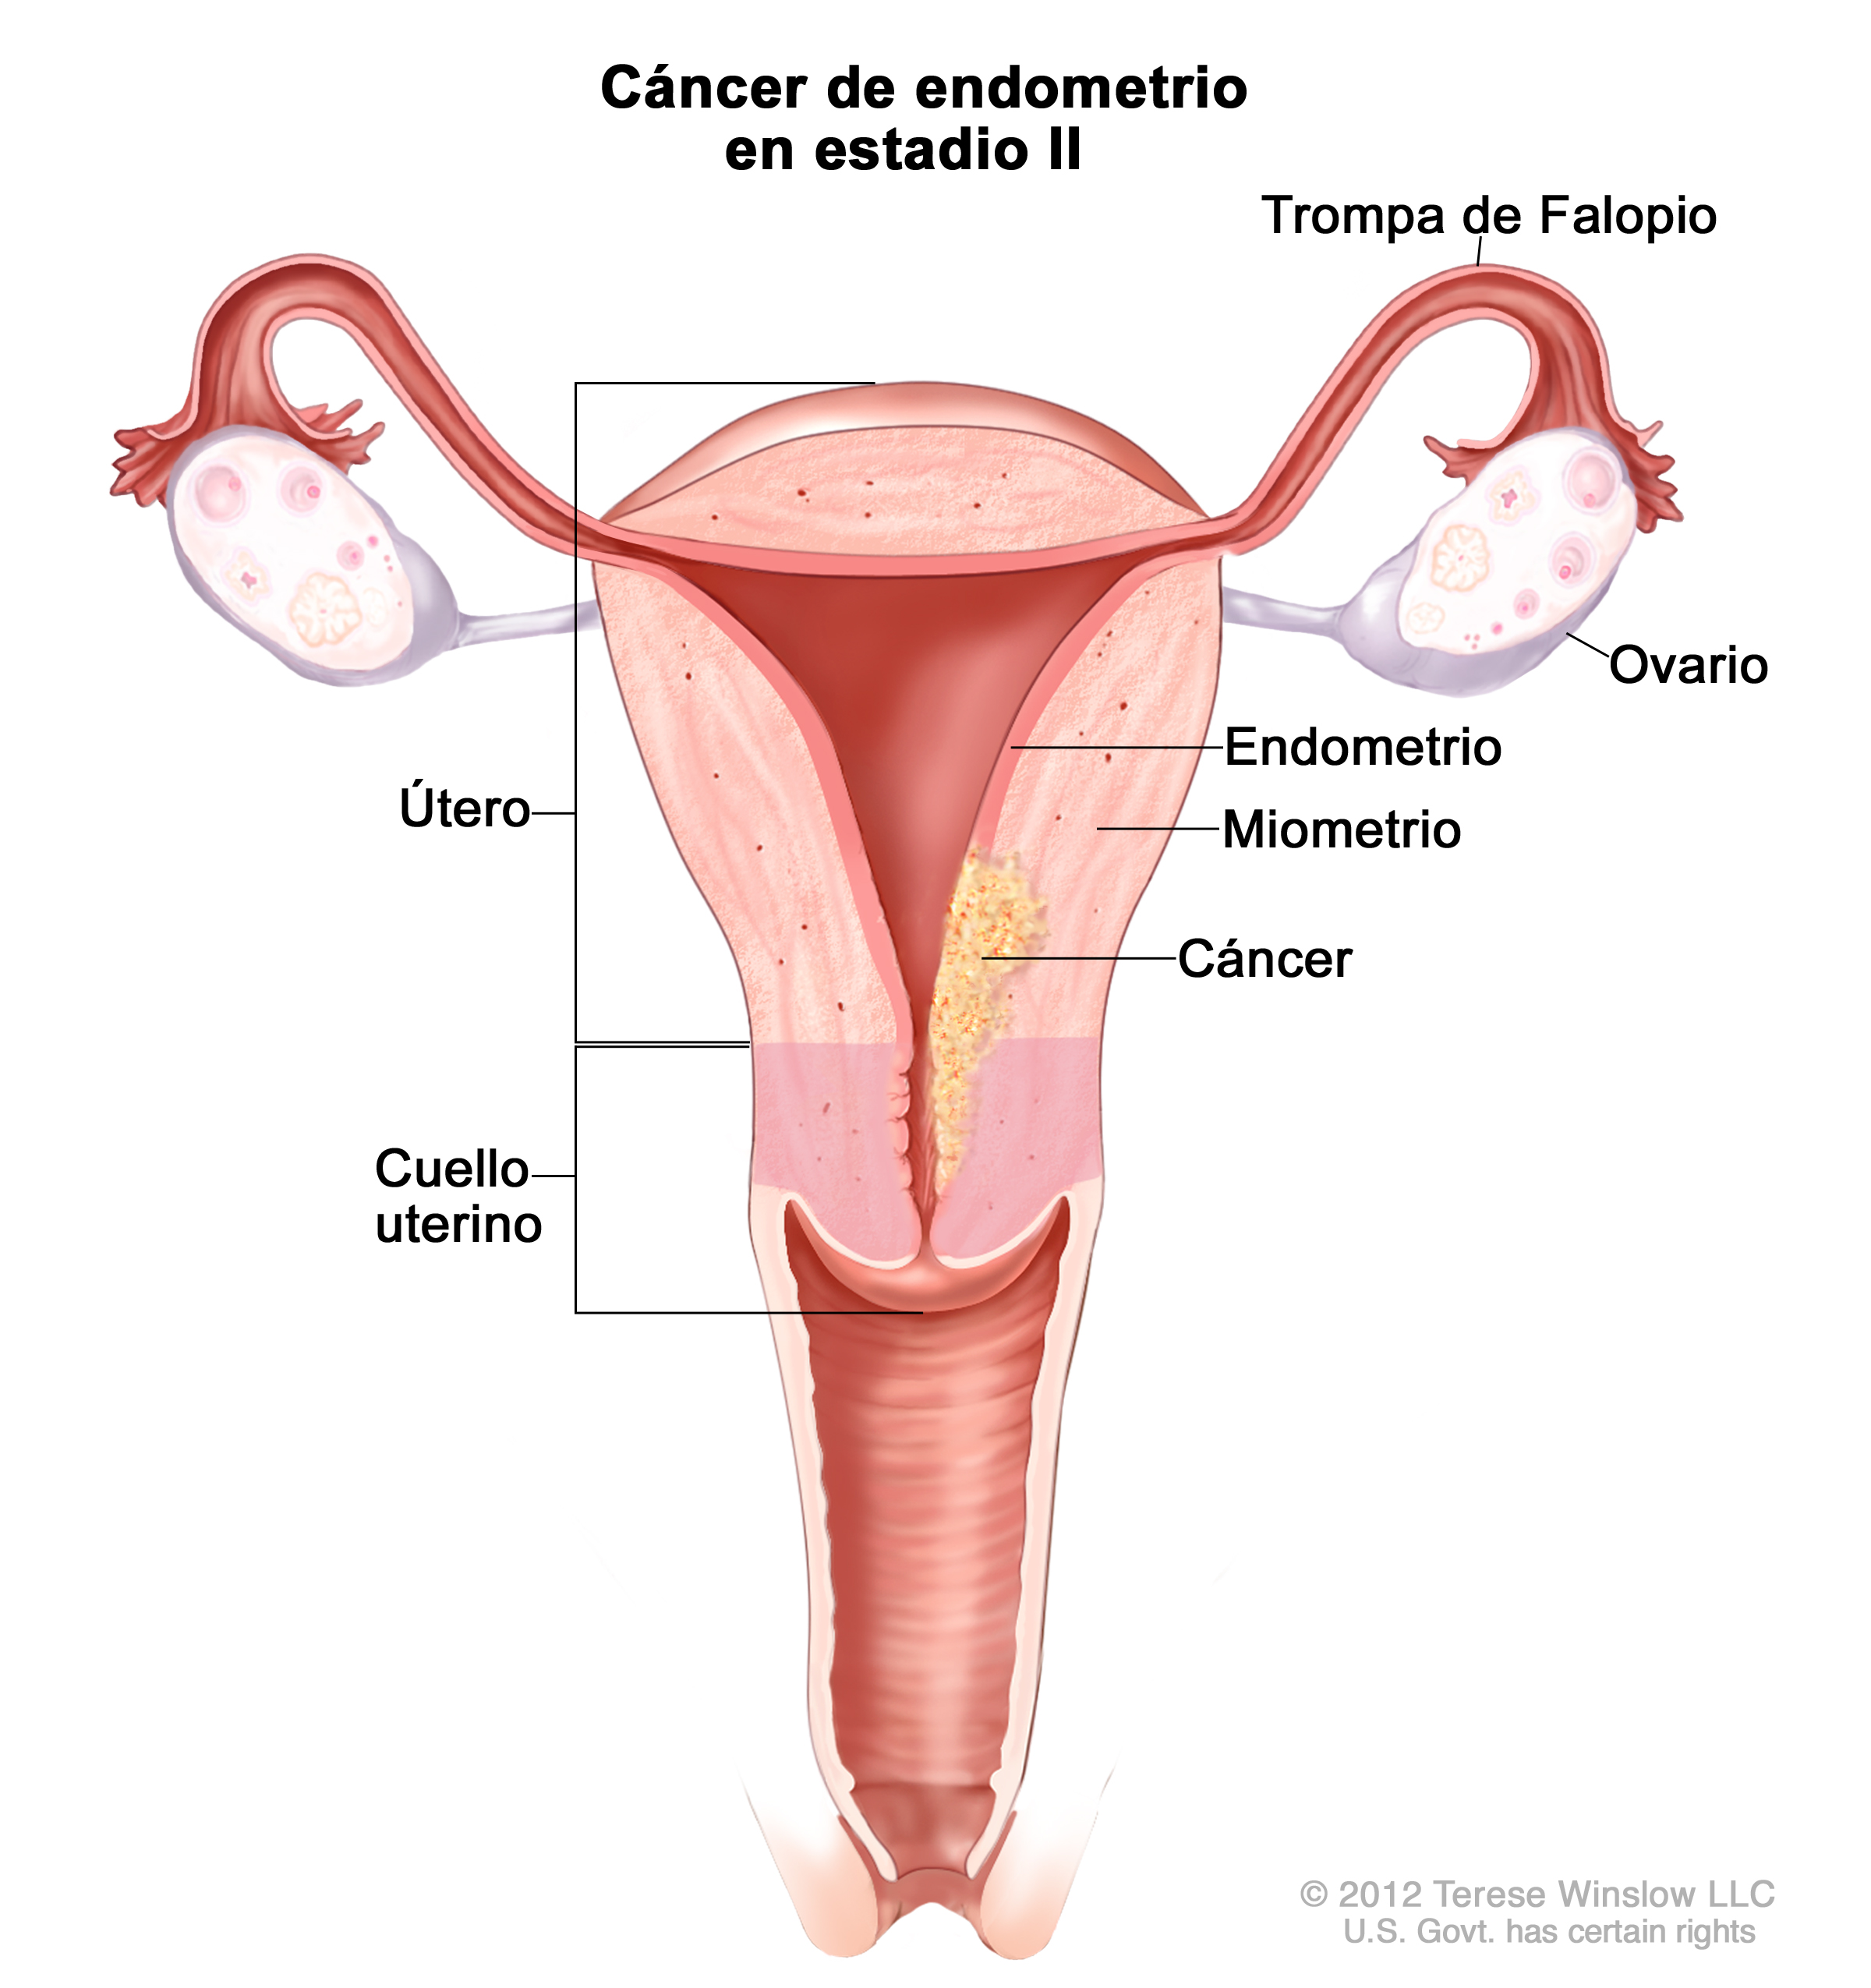 Cáncer de endometrio
en estadio II
Trompa de Falopio
Ovario
Endometrio
Útero
Miometrio
Cáncer
Cuello
uterino
© 2012 Terese Winslow LLC
U.S. Govt. has certain rights